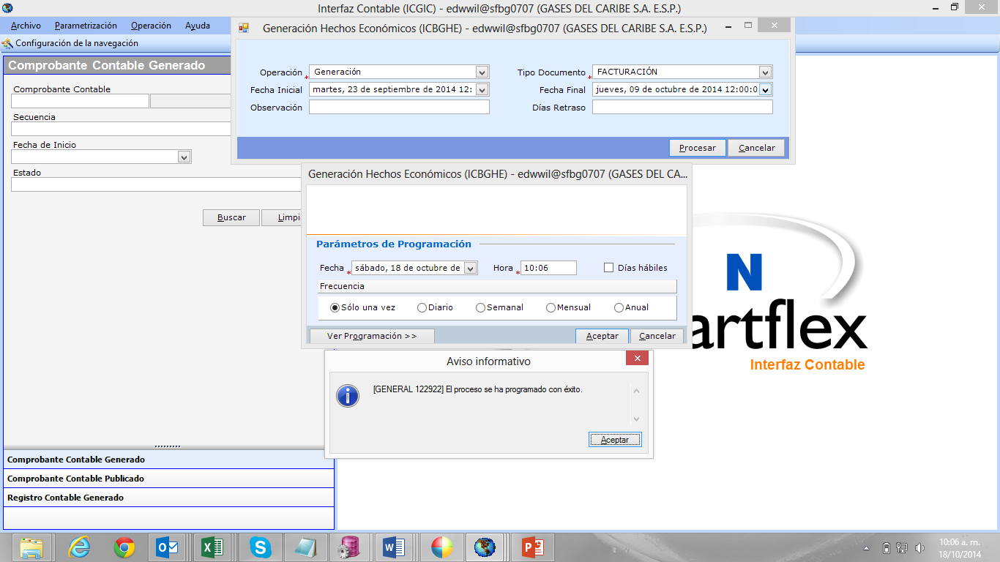 Interfaz Contable (ICGIC) - edwwil@sfbg0707 (GASES DEL CARIBE S.A. E.S.P.)
Archivo Parametrización Operación Ayuda
Configuración de la navegación
Comprobante Contable Generado
Comprobante Contable
Secuencia
Fecha de Inicio
Estado
Buscar Limpi
Generación Hechos Económicos (ICBGHE) - edwwil@sfbg0707 (GASES DEL CARIBE S.A. E.S.P.)
Operación * Generación Tipo Documento * FACTURACIÓN
Fecha Inicial martes, 23 de septiembre de 2014 12: Fecha Final jueves, 09 de octubre de 2014 12:00:0
Observación Días Retraso
Procesar Cancelar
Generación Hechos Económicos (ICBGHE) - edwwil@sfbg0707 (GASES DEL CA...
Parámetros de Programación
Fecha * sábado, 18 de octubre de Hora * 10:06 Días hábiles
Frecuencia
Sólo una vez Diario Semanal Mensual Anual
Ver Programación >> Aceptar Cancelar
Aviso informativo
[GENERAL 122922] El proceso se ha programado con éxito.
Aceptar
N
artflex
Interfaz Contable
Comprobante Contable Generado
Comprobante Contable Publicado
Registro Contable Generado
10:06 a. m.
18/10/2014